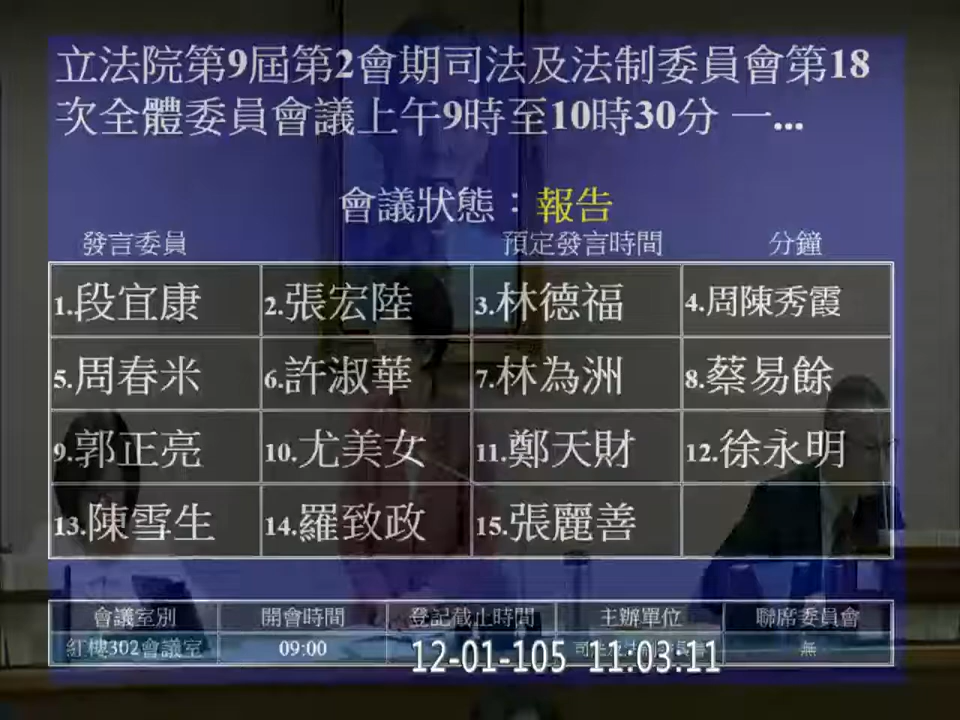 立法院第9屆第2會期司法及法制委員會第18
次全體委員會議上午9時至10時30分 一...
會議狀態：報告
發言委員 預定發言時間 分鐘
1.段宜康 2.張宏陸 3.林德福 4.周陳秀霞
5.周春米 6.許淑華 7.林為洲 8.蔡易餘
9.郭正亮 10.尤美女 11.鄭天財 12.徐永明
13.陳雪生 14.羅致政 15.張麗善
會議室別 開會時間 登記截止時間 主辦單位 聯席委員會
紅樓302會議室 09:00 無
12-01-105 11:03:11